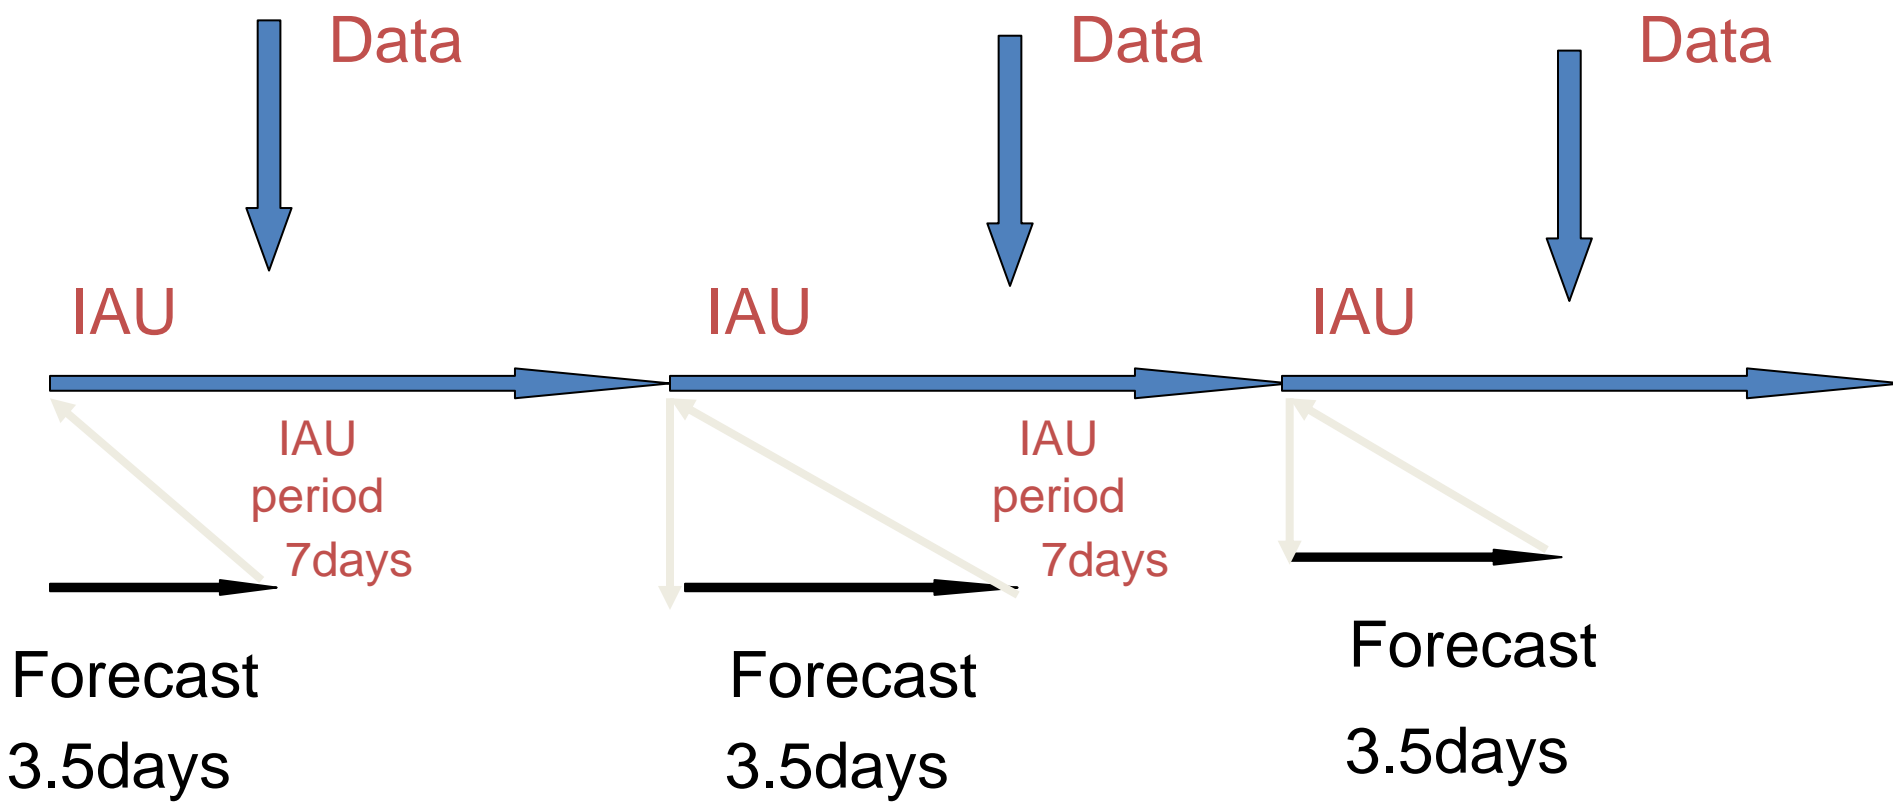 Data
Data
Data
IAU
IAU
IAU
IAU
period
7days
IAU
period
7days
Forecast
3.5days
Forecast
3.5days
Forecast
3.5days